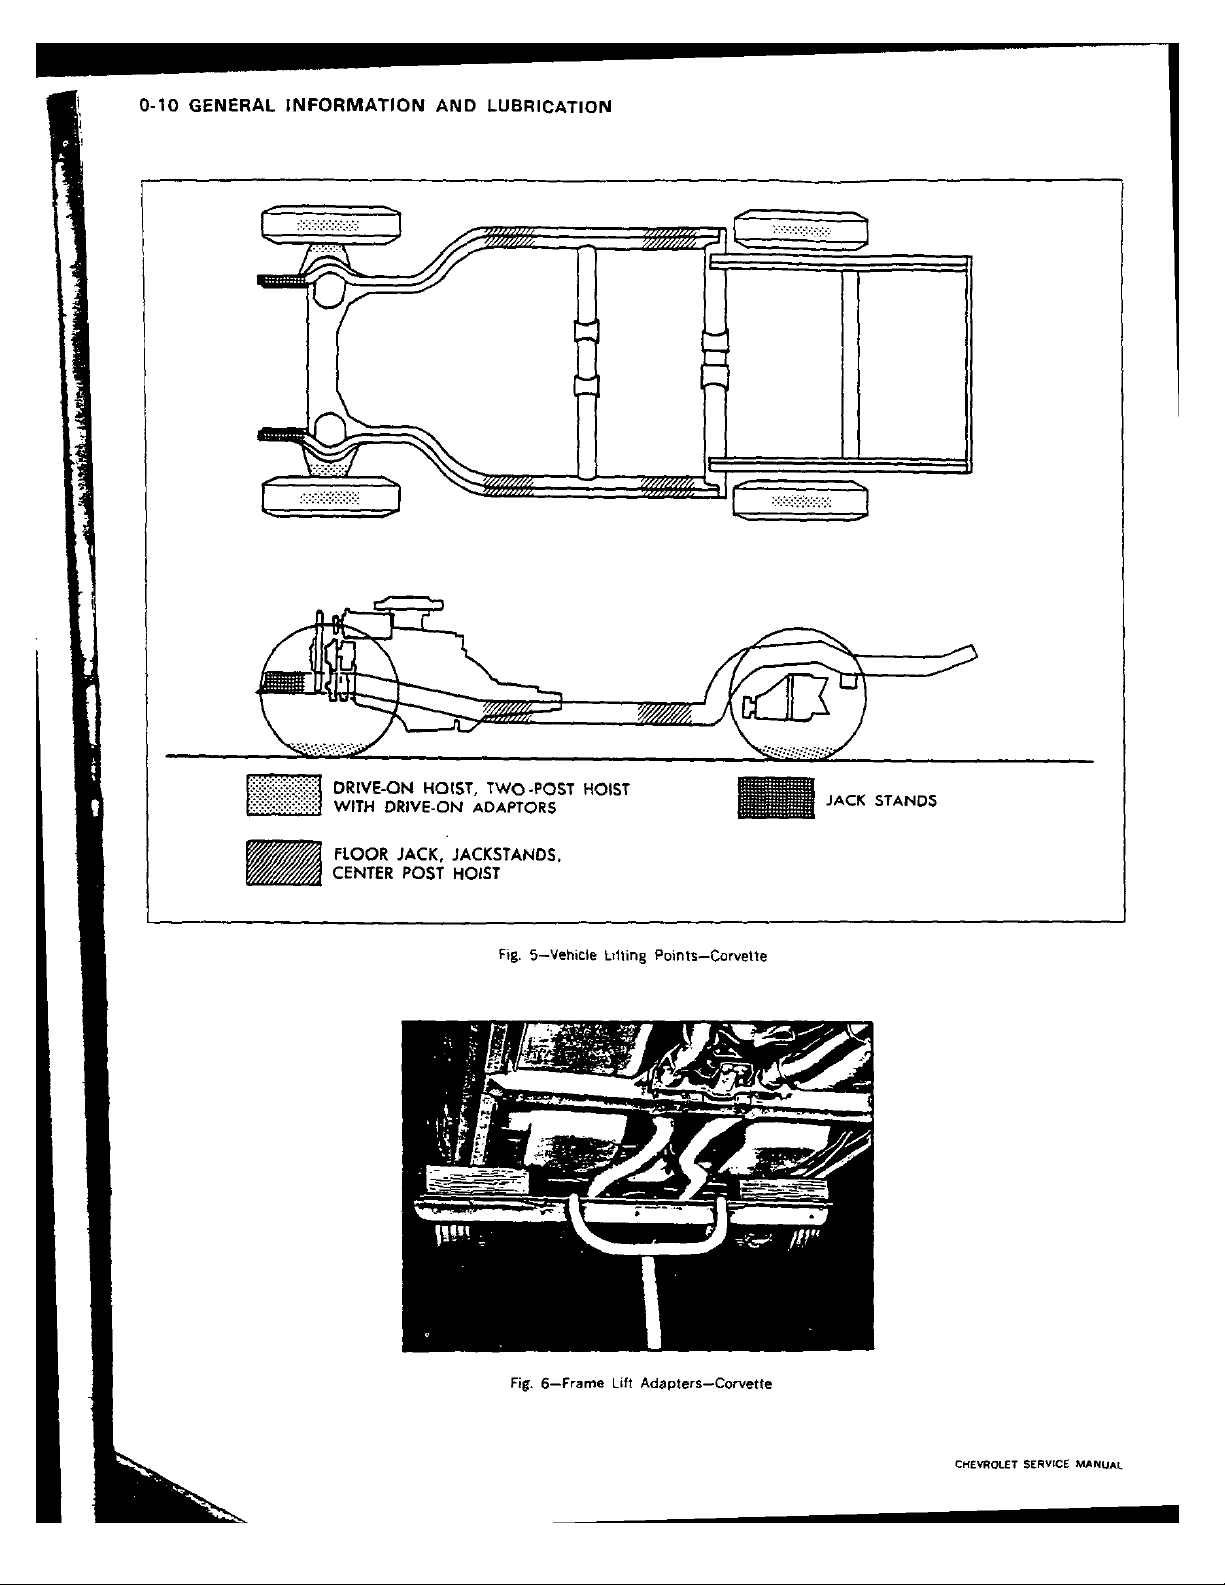 0-10 GENERAL INFORMATION AND LUBRICATION
DRIVE-ON HOIST, TWO-POST HOIST
WITH DRIVE-ON ADAPTORS
JACK STANDS
FLOOR JACK, JACKSTANDS,
CENTER POST HOIST
Fig. 5—Vehicle Lifting Points—Corvette
Fig. 6—Frame Lift Adapters—Corvette
CHEVROLET SERVICE MANUAL